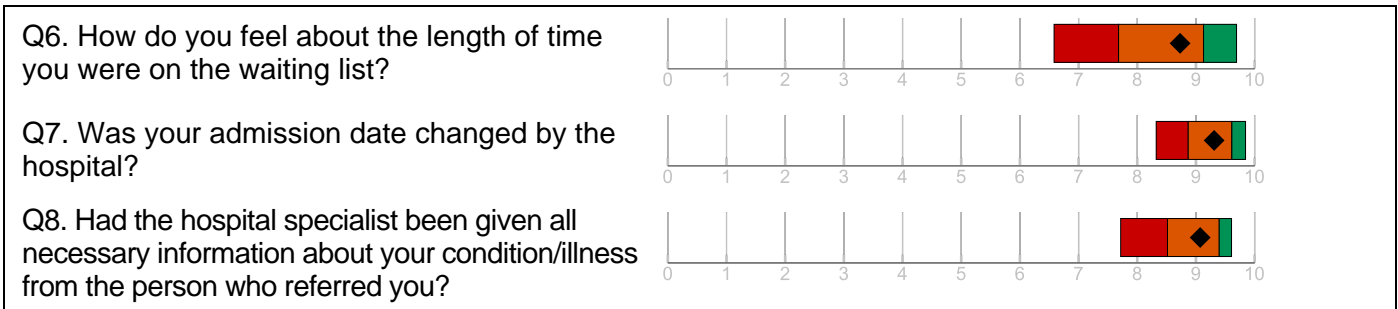 Q6. How do you feel about the length of time
you were on the waiting list?
0 1 2 3 4 5 6 7 8 9 10
Q7. Was your admission date changed by the
hospital?
0 1 2 3 4 5 6 7 8 9 10
Q8. Had the hospital specialist been given all
necessary information about your condition/illness
from the person who referred you?
0 1 2 3 4 5 6 7 8 9 10